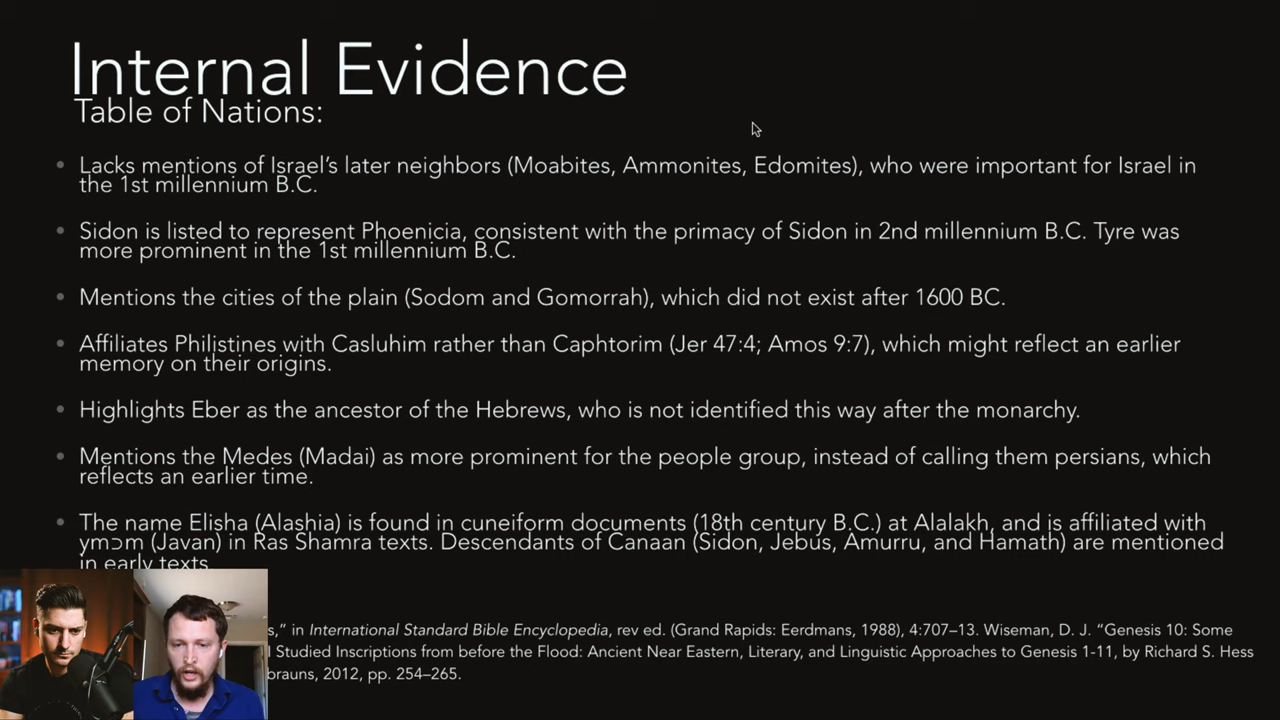 Internal Evidence
Table of Nations:
• Lacks mentions of Israel’s later neighbors (Moabites, Ammonites, Edomites), who were important for Israel in
the 1st millennium B.C.
• Sidon is listed to represent Phoenicia, consistent with the primacy of Sidon in 2nd millennium B.C. Tyre was
more prominent in the 1st millennium B.C.
• Mentions the cities of the plain (Sodom and Gomorrah), which did not exist after 1600 BC.
• Affiliates Philistines with Casluhim rather than Caphtorim (Jer 47:4; Amos 9:7), which might reflect an earlier
memory on their origins.
• Highlights Eber as the ancestor of the Hebrews, who is not identified this way after the monarchy.
• Mentions the Medes (Madai) as more prominent for the people group, instead of calling them persians, which
reflects an earlier time.
• The name Elisha (Alashia) is found in cuneiform documents (18th century B.C.) at Alalakh, and is affiliated with
ymɔm (Javan) in Ras Shamra texts. Descendants of Canaan (Sidon, Jebus, Amurru, and Hamath) are mentioned
in early texts
s,” in International Standard Bible Encyclopedia, rev ed. (Grand Rapids: Eerdmans, 1988), 4:707–13. Wiseman, D. J. “Genesis 10: Some
I Studied Inscriptions from before the Flood: Ancient Near Eastern, Literary, and Linguistic Approaches to Genesis 1-11, by Richard S. Hess
brauns, 2012, pp. 254–265.